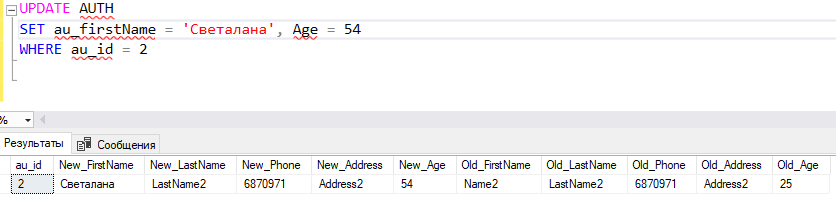 UPDATE AUTH
SET au_firstName = 'Светалана', Age = 54
WHERE au_id = 2
%
Результаты Сообщения
au_id New_FirstName New_LastName New_Phone New_Address New_Age Old_FirstName Old_LastName Old_Phone Old_Address Old_Age
2 Светалана LastName2 6870971 Address2 54 Name2 LastName2 6870971 Address2 25